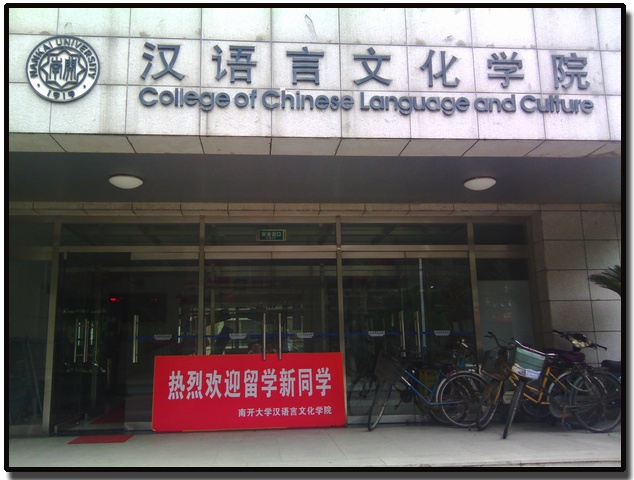 NANKAI UNIVERSITY
1919
汉语言文化学院
College of Chinese Language and Culture
热烈欢迎留学新同学
南开大学汉语言文化学院